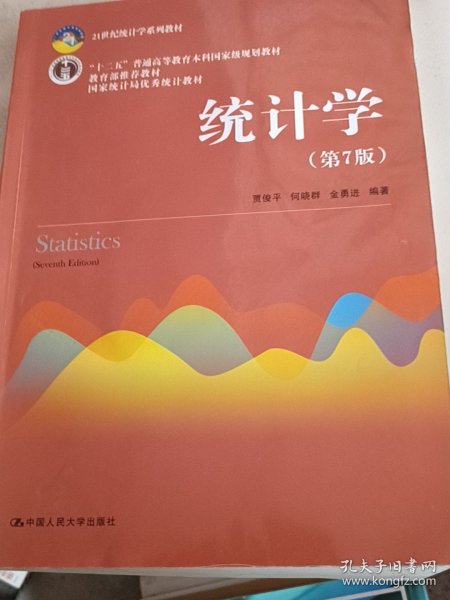 21世纪统计学系列教材
“十二五”普通高等教育本科国家级规划教材
教育部推荐教材
国家统计局优秀统计教材
统计学
（第7版）
贾俊平 何晓群 金勇进 编著
Statistics
(Seventh Edition)
中国人民大学出版社
孔夫子旧书网
www.kongfz.com